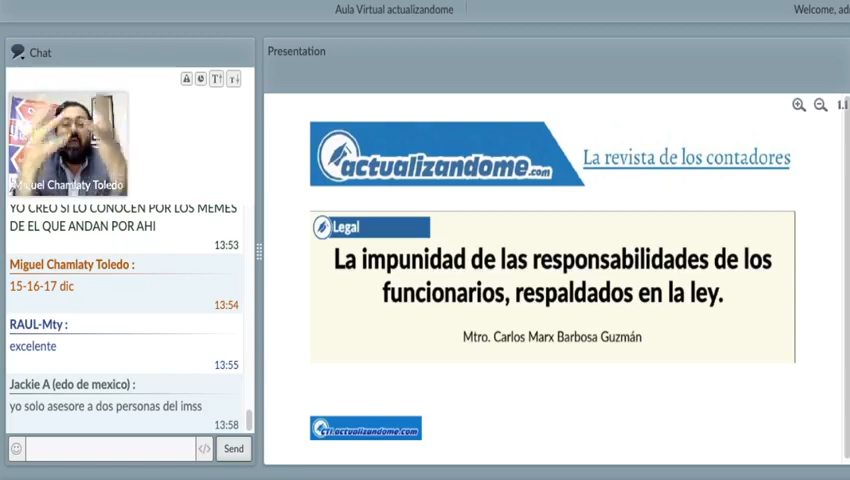 Aula Virtual actualizandome
Welcome, ad
Chat
Presentation
Miguel Chamlaty Toledo
YO CREO SI LO CONOCEN POR LOS MEMES
DE EL QUE ANDAN POR AHI
13:53
Miguel Chamlaty Toledo :
15-16-17 dic
13:54
RAUL-Mty :
excelente
13:55
Jackie A (edo de mexico) :
yo solo asesore a dos personas del imss
13:58
Send
actualizandome.com
La revista de los contadores
Legal
La impunidad de las responsabilidades de los
funcionarios, respaldados en la ley.
Mtro. Carlos Marx Barbosa Guzmán
actualizandome.com